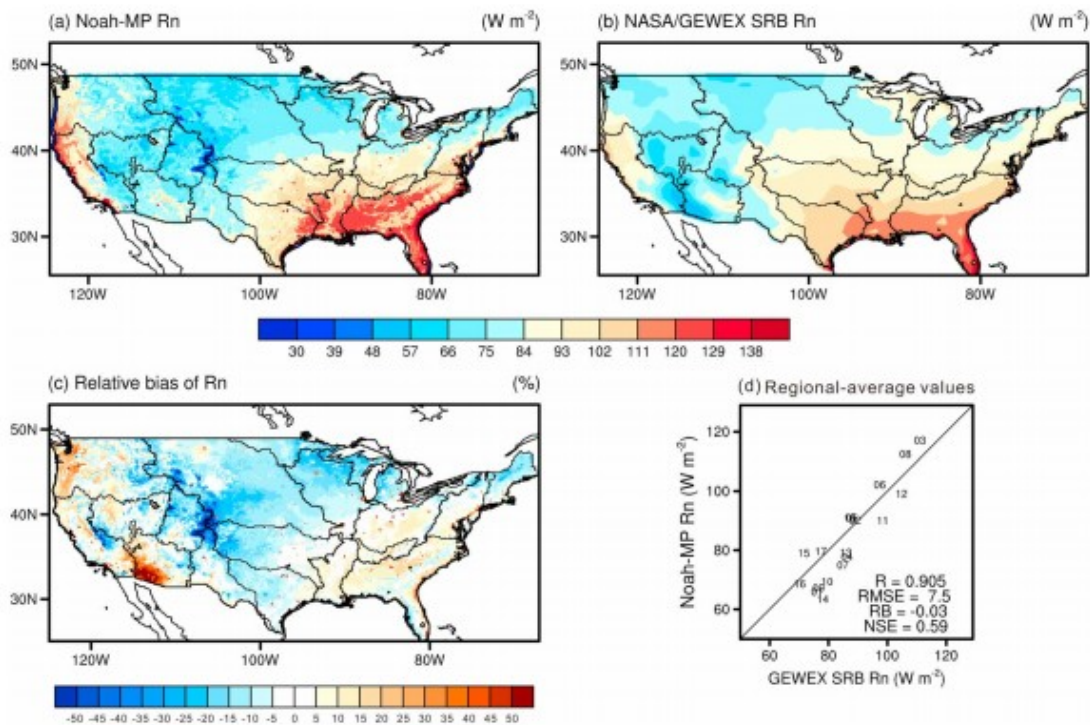 (a) Noah-MP Rn (W m-2)
(b) NASA/GEWEX SRB Rn (W m-2)
50N
40N
30N
120W 100W 80W
50N
40N
30N
120W 100W 80W
30 39 48 57 66 75 84 93 102 111 120 129 138
(c) Relative bias of Rn (%)
50N
40N
30N
120W 100W 80W
-50 -45 -35 -30 -25 -20 -15 -10 -5 0 5 10 15 20 25 30 35 40 45 50
(d) Regional-average values
Noah-MP Rn (W m-2)
120
100
80
60
03
08
06
12
11
15 17 13
16 10
14
R = 0.905
RMSE = 7.5
RB = -0.03
NSE = 0.59
60 80 100 120
GEWEX SRB Rn (W m-2)